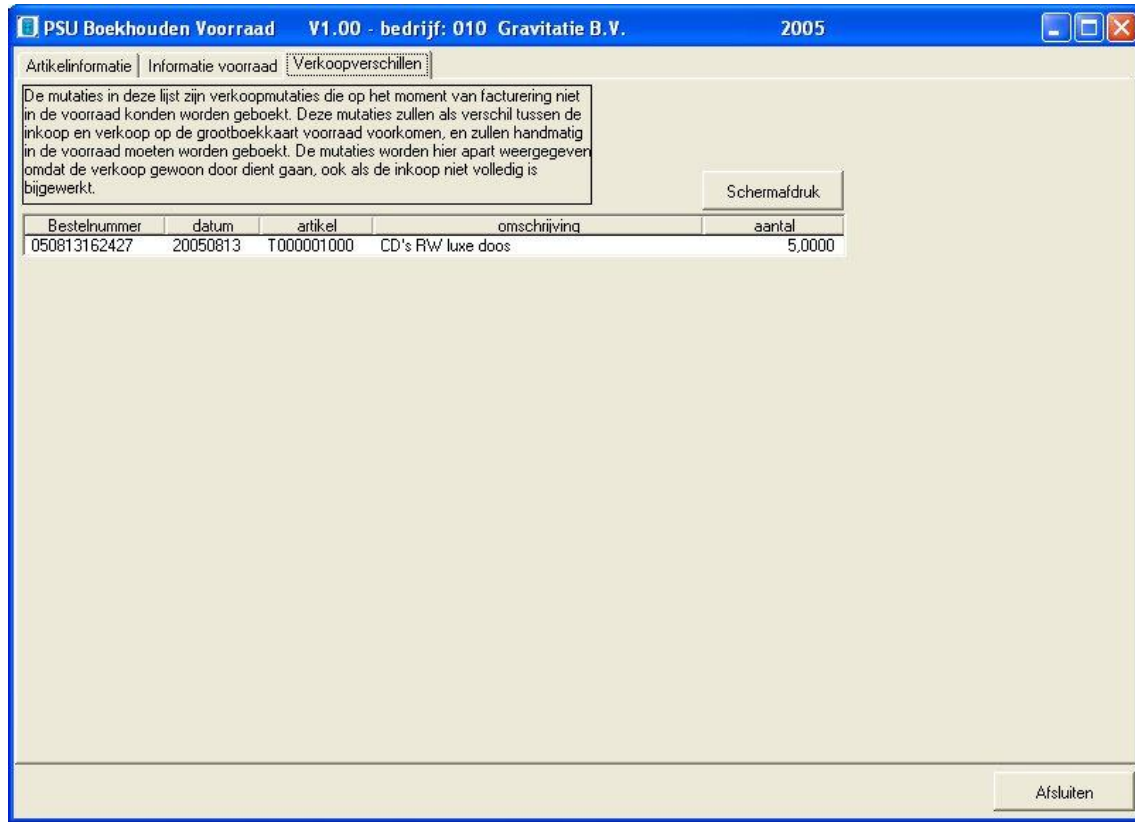 PSU Boekhouden Voorraad V1.00 - bedrijf: 010 Gravitatie B.V. 2005
Artikelinformatie Informatie voorraad Verkoopverschillen
De mutaties in deze lijst zijn verkoopmutaties die op het moment van facturering niet
in de voorraad konden worden geboekt. Deze mutaties zullen als verschil tussen de
inkoop en verkoop op de grootboekkaart voorraad voorkomen, en zullen handmatig
in de voorraad moeten worden geboekt. De mutaties worden hier apart weergegeven
omdat de verkoop gewoon door dient gaan, ook als de inkoop niet volledig is
bijgewerkt.
Schermafdruk
Bestelnummer datum artikel omschrijving aantal
050813162427 20050813 T000001000 CD's RW luxe doos 5,0000
Afsluiten